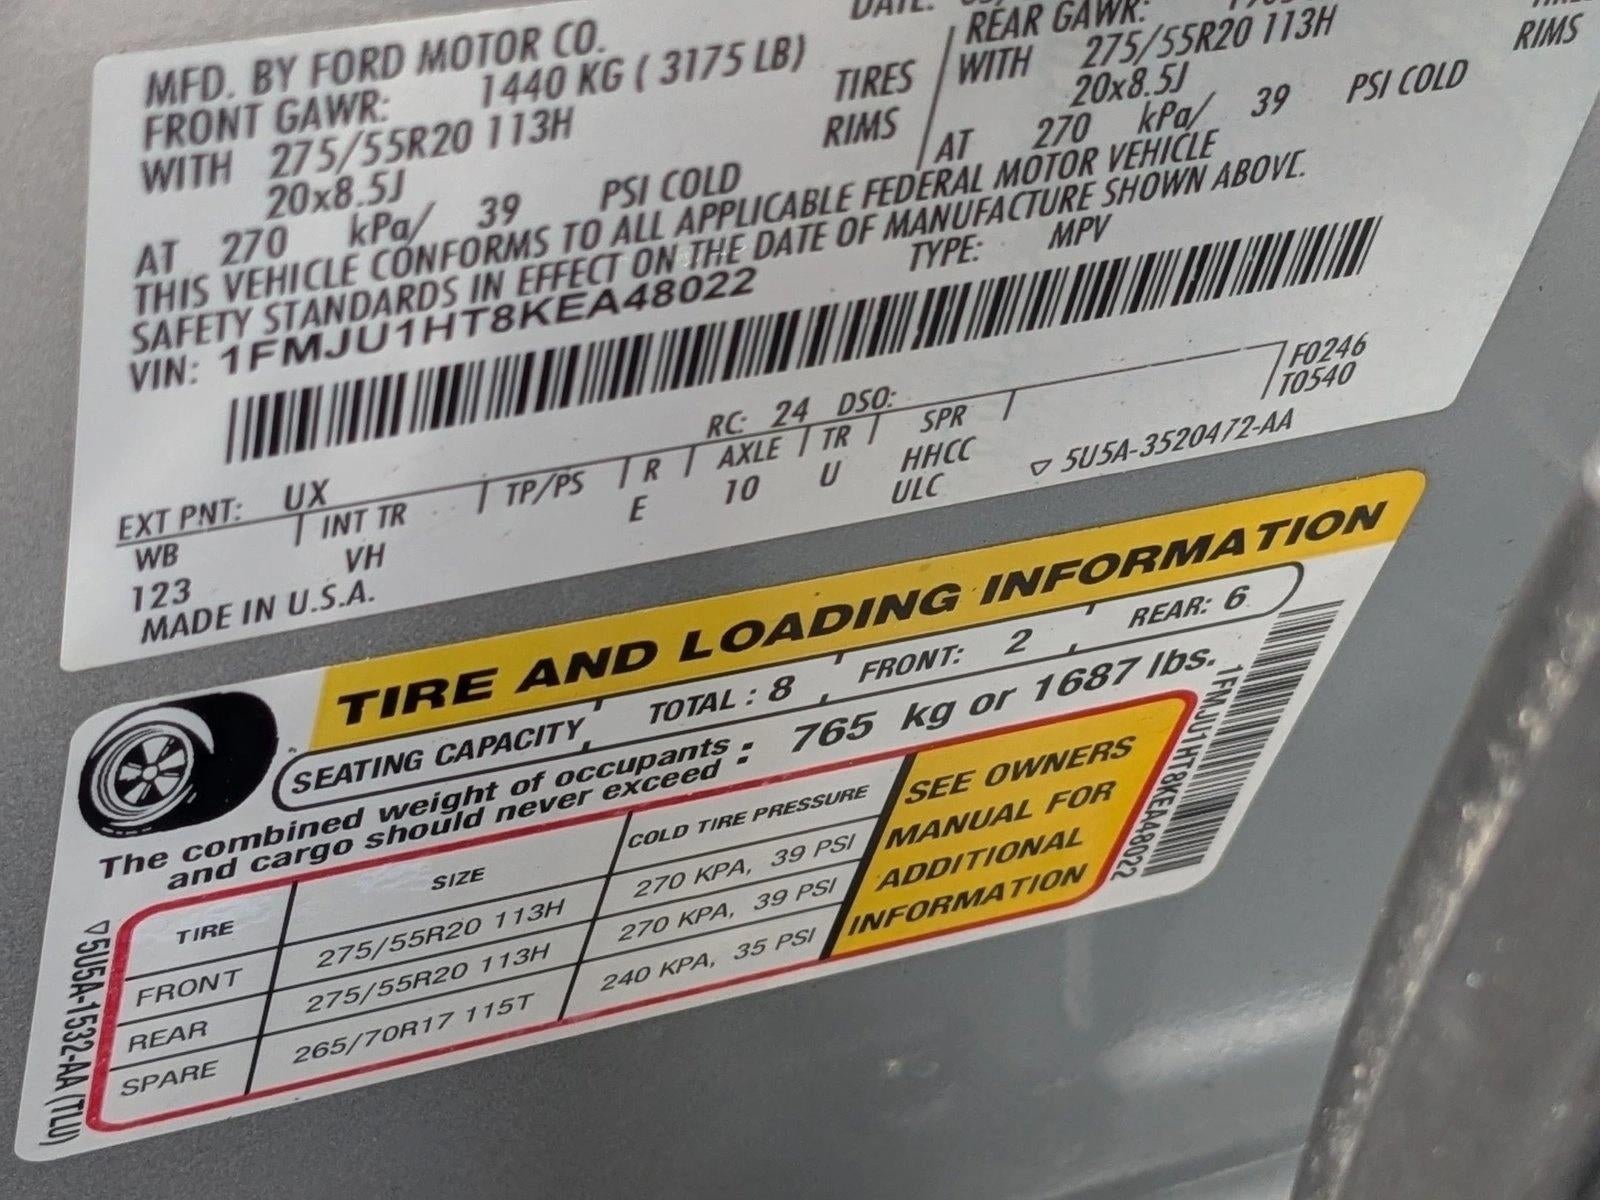 MFD. BY FORD MOTOR CO.
DATE:
FRONT GAWR: 1440 KG ( 3175 LB)
REAR GAWR:
WITH 275/55R20 113H TIRES
WITH 275/55R20 113H
20x8.5J RIMS
20x8.5J RIMS
AT 270 kPa/ 39 PSI COLD
AT 270 kPa/ 39 PSI COLD
THIS VEHICLE CONFORMS TO ALL APPLICABLE FEDERAL MOTOR VEHICLE
SAFETY STANDARDS IN EFFECT ON THE DATE OF MANUFACTURE SHOWN ABOVE.
VIN: 1FMJU1HT8KEA48022 TYPE: MPV
F0246
T0540
EXT PNT: UX RC: 24 DSO:
WB INT TR TP/PS R AXLE TR SPR
123 VH E 10 U HHCC
ULC
MADE IN U.S.A.
▽ 5U5A-3520472-AA
TIRE AND LOADING INFORMATION
SEATING CAPACITY TOTAL : 8 FRONT: 2 REAR: 6
The combined weight of occupants
and cargo should never exceed : 765 kg or 1687 lbs.
TIRE SIZE COLD TIRE PRESSURE
FRONT 275/55R20 113H 270 KPA, 39 PSI
REAR 275/55R20 113H 270 KPA, 39 PSI
SPARE 265/70R17 115T 240 KPA, 35 PSI
SEE OWNERS
MANUAL FOR
ADDITIONAL
INFORMATION
1FMJU1HT8KEA48022
▽5U5A-1532-AA (TLU)